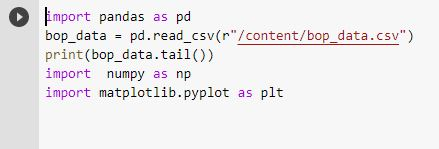 import pandas as pd
bop_data = pd.read_csv(r"/content/bop_data.csv")
print(bop_data.tail())
import  numpy as np
import matplotlib.pyplot as plt